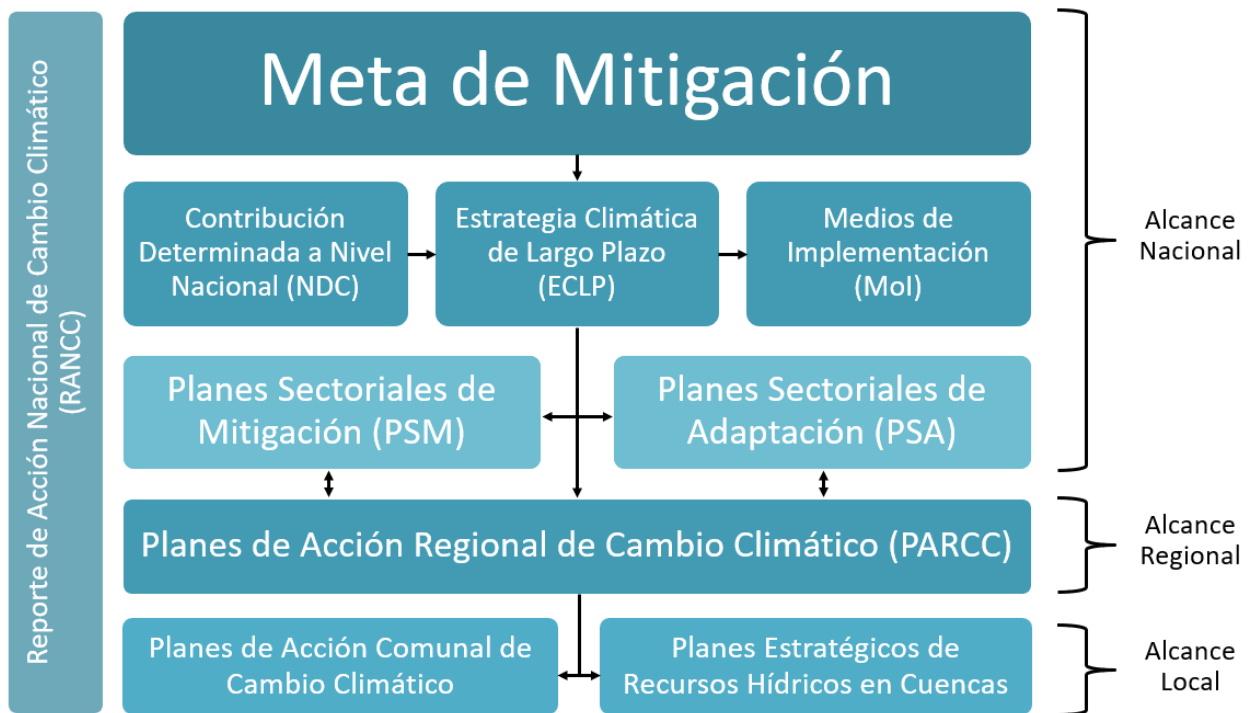 Reporte de Acción Nacional de Cambio Climático
(RANCC)
Meta de Mitigación
Contribución
Determinada a Nivel
Nacional (NDC)
Estrategia Climática
de Largo Plazo
(ECLP)
Medios de
Implementación
(MoI)
Alcance
Nacional
Planes Sectoriales de
Mitigación (PSM)
Planes Sectoriales de
Adaptación (PSA)
Planes de Acción Regional de Cambio Climático (PARCC)
Alcance
Regional
Planes de Acción Comunal de
Cambio Climático
Planes Estratégicos de
Recursos Hídricos en Cuencas
Alcance
Local